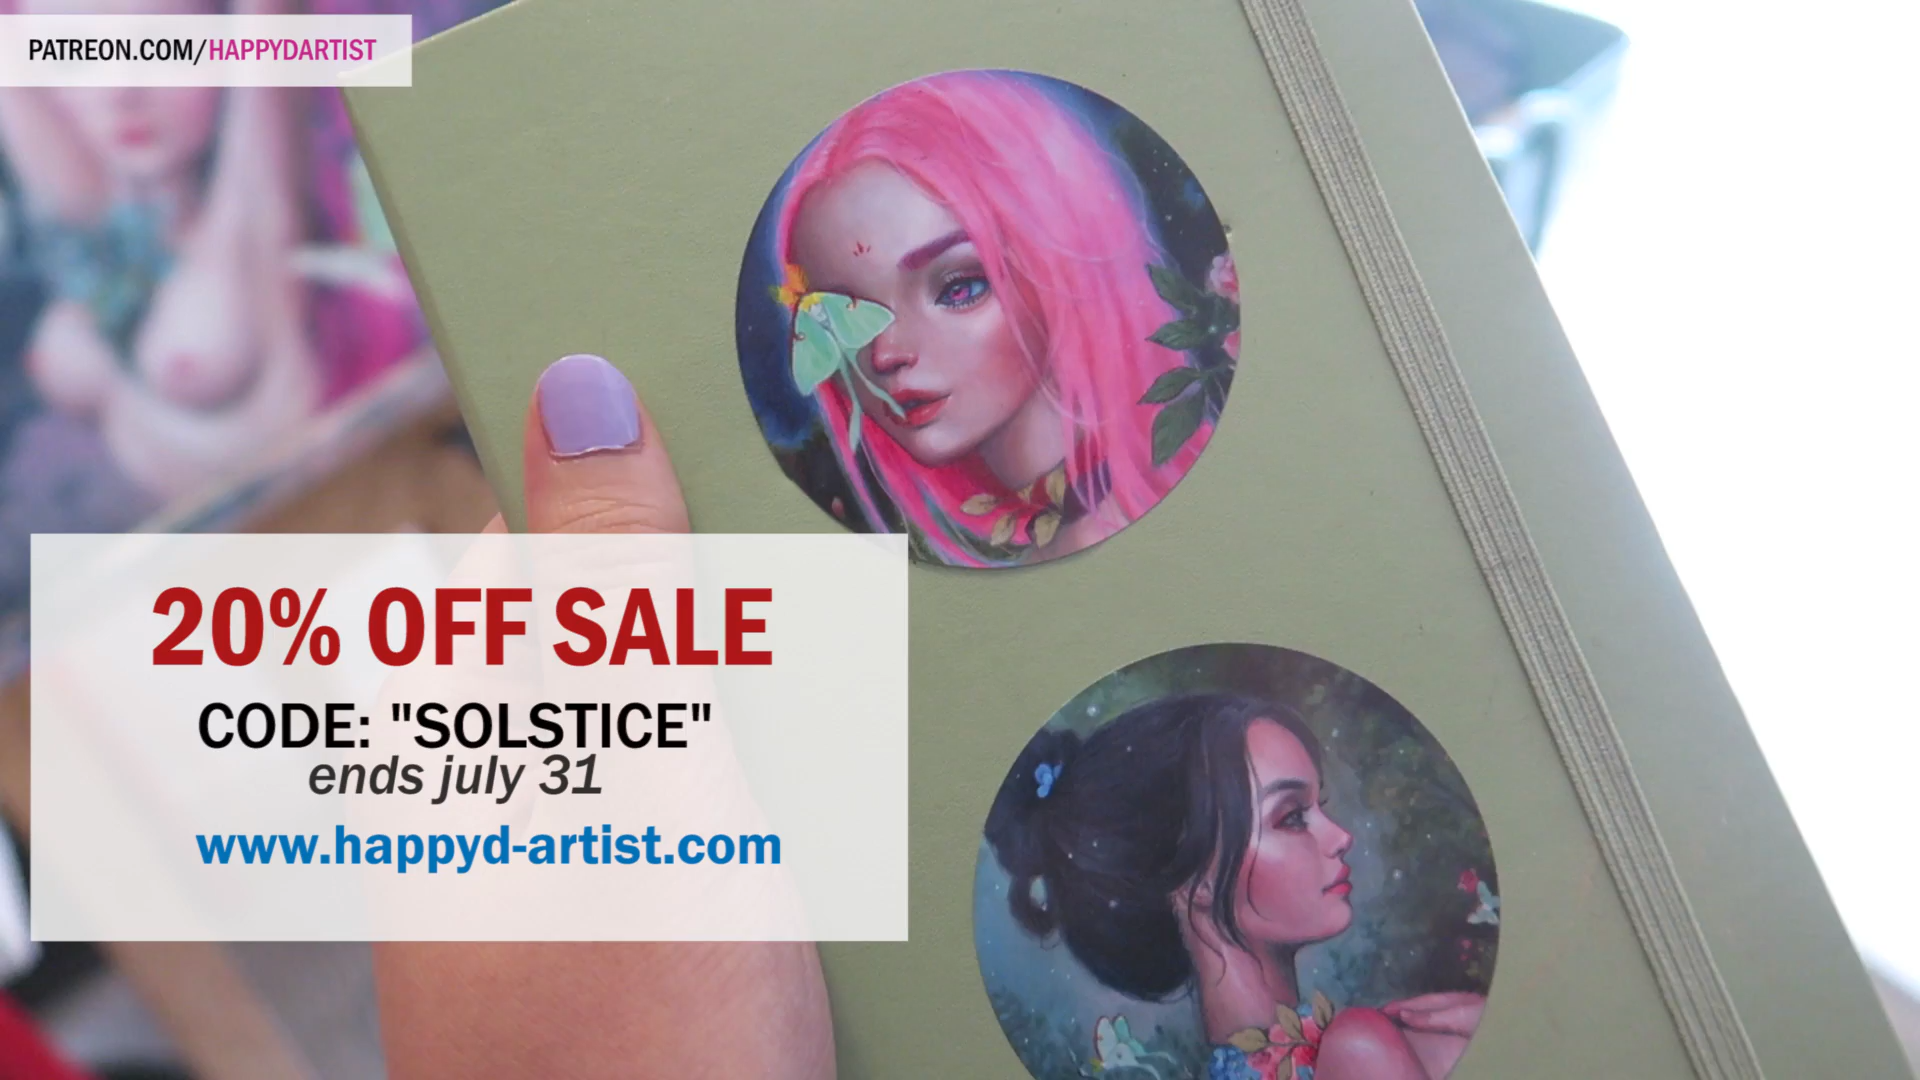 PATREON.COM/HAPPYDARTIST
20% OFF SALE
CODE: "SOLSTICE"
ends july 31
www.happyd-artist.com